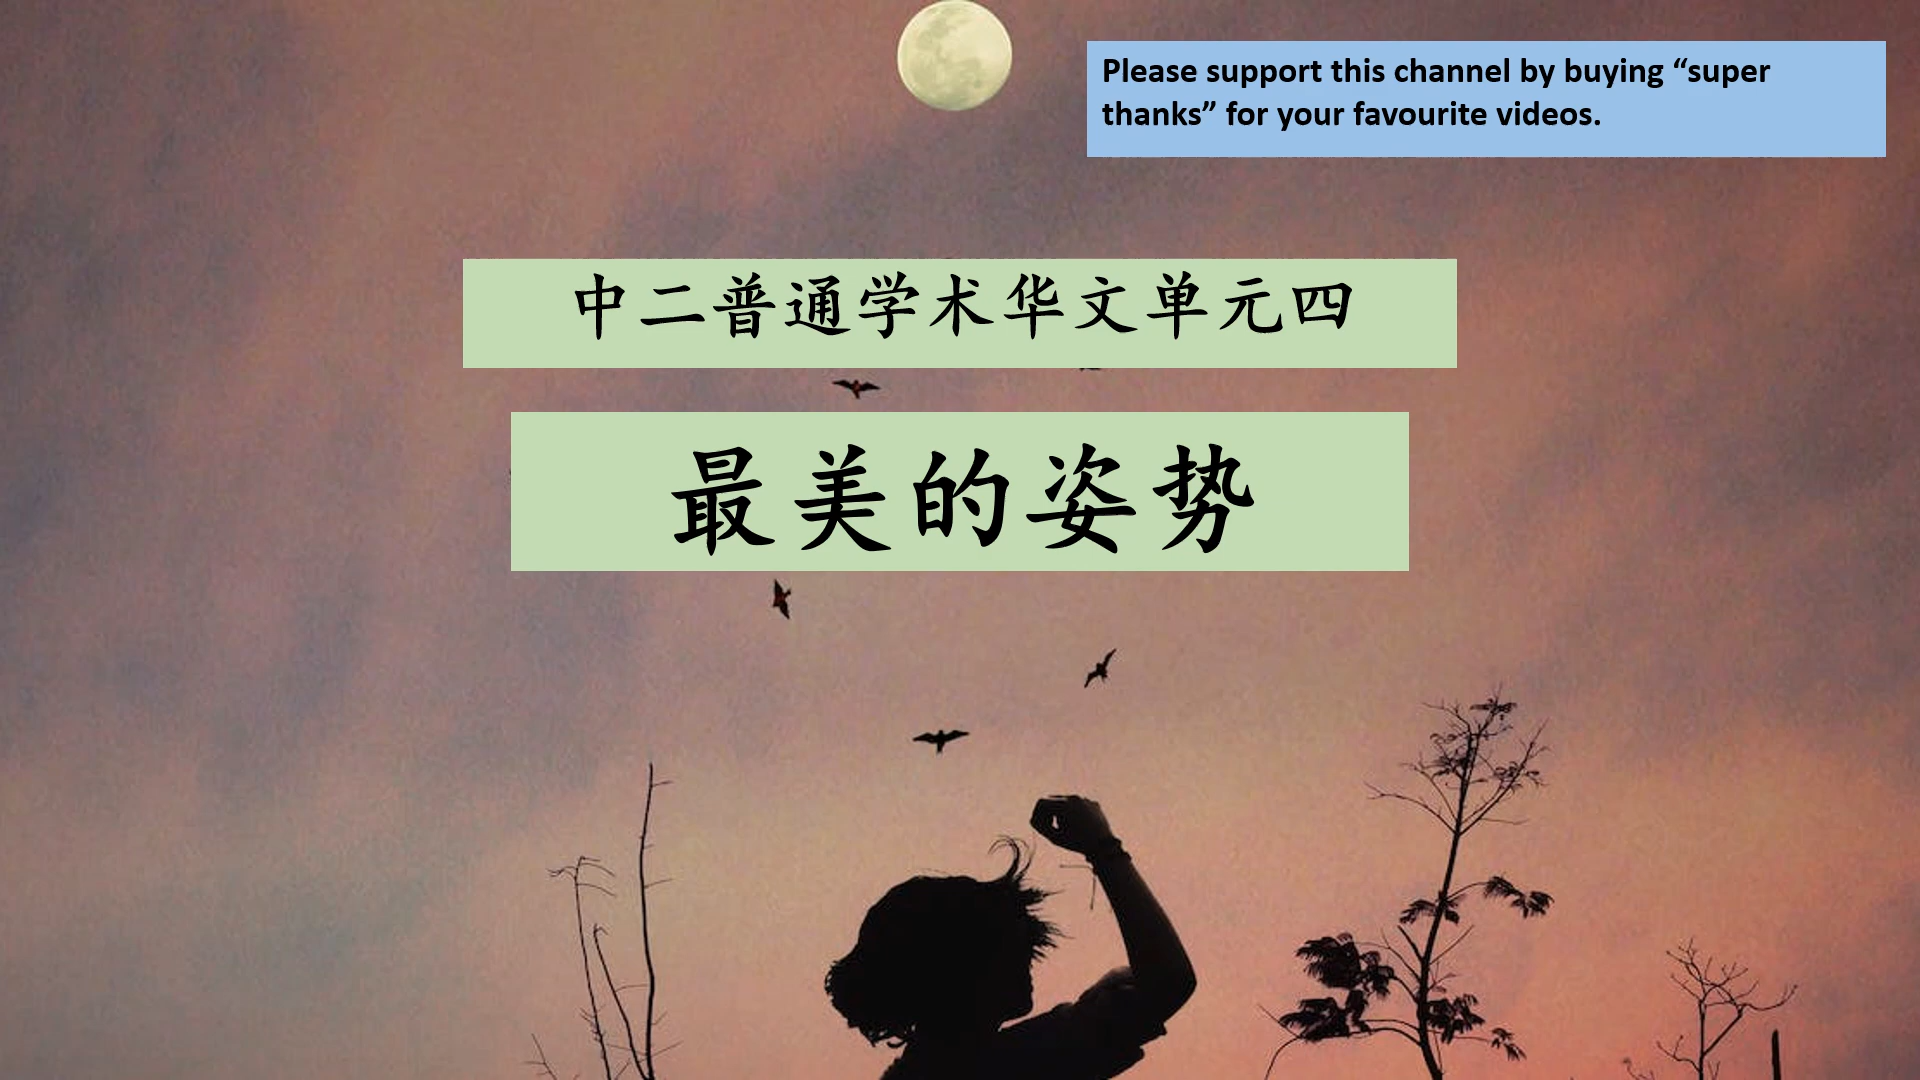 Please support this channel by buying “super
thanks” for your favourite videos.
中二普通学术华文单元四
最美的姿势